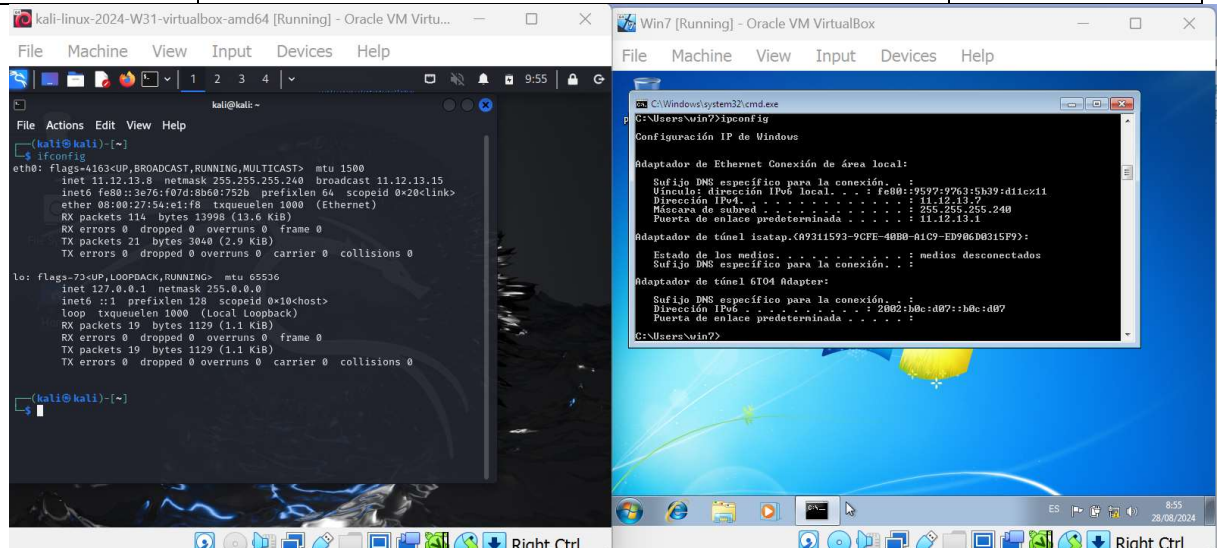 kali-linux-2024-W31-virtualbox-amd64 [Running] - Oracle VM Virtu...
File Machine View Input Devices Help
1 2 3 4 9:55
kali@kali: ~
File Actions Edit View Help
(kali㉿kali)-[~]
$ ifconfig
eth0: flags=4163<UP,BROADCAST,RUNNING,MULTICAST> mtu 1500
inet 11.12.13.8 netmask 255.255.255.240 broadcast 11.12.13.15
inet6 fe80::3e76:f07d:8b60:752b prefixlen 64 scopeid 0×20<link>
ether 08:00:27:54:e1:f8 txqueuelen 1000 (Ethernet)
RX packets 114 bytes 13998 (13.6 KiB)
RX errors 0 dropped 0 overruns 0 frame 0
TX packets 21 bytes 3040 (2.9 KiB)
TX errors 0 dropped 0 overruns 0 carrier 0 collisions 0
lo: flags=73<UP,LOOPBACK,RUNNING> mtu 65536
inet 127.0.0.1 netmask 255.0.0.0
inet6 ::1 prefixlen 128 scopeid 0×10<host>
loop txqueuelen 1000 (Local Loopback)
RX packets 19 bytes 1129 (1.1 KiB)
RX errors 0 dropped 0 overruns 0 frame 0
TX packets 19 bytes 1129 (1.1 KiB)
TX errors 0 dropped 0 overruns 0 carrier 0 collisions 0
(kali㉿kali)-[~]
$
Right Ctrl
Win7 [Running] - Oracle VM VirtualBox
File Machine View Input Devices Help
C:\Windows\system32\cmd.exe
C:\Users\win7>ipconfig
Configuración IP de Windows
Adaptador de Ethernet Conexión de área local:
Sufijo DNS específico para la conexión. . :
Vínculo: dirección IPv6 local. . . : fe80::9597:9763:5b39:d11c%11
Dirección IPv4. . . . . . . . . . . . . . : 11.12.13.7
Máscara de subred . . . . . . . . . . . . : 255.255.255.240
Puerta de enlace predeterminada . . . . . : 11.12.13.1
Adaptador de túnel isatap.{A9311593-9CFE-40B0-A1C9-ED906D0315F9}:
Estado de los medios. . . . . . . . . . . : medios desconectados
Sufijo DNS específico para la conexión. . :
Adaptador de túnel 6TO4 Adapter:
Sufijo DNS específico para la conexión. . :
Dirección IPv6 . . . . . . . . . . : 2002:b0c:d07::b0c:d07
Puerta de enlace predeterminada . . . . . :
C:\Users\win7>
ES 8:55
28/08/2024
Right Ctrl